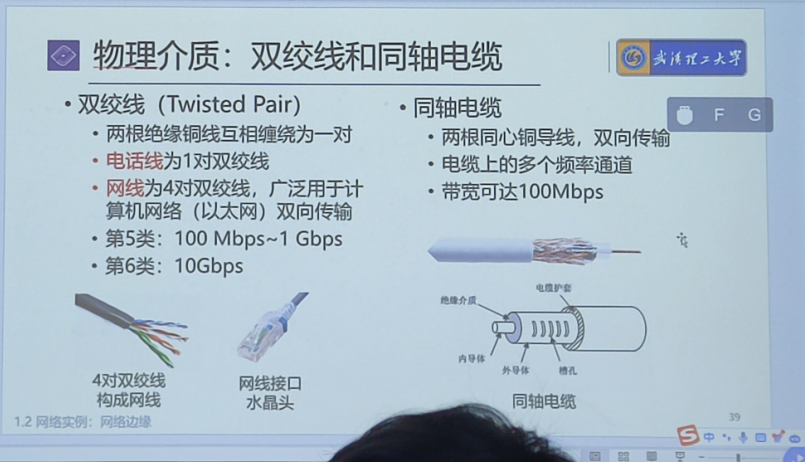 物理介质：双绞线和同轴电缆
武汉理工大学
• 双绞线（Twisted Pair）
• 两根绝缘铜线互相缠绕为一对
• 电话线为1对双绞线
• 网线为4对双绞线，广泛用于计
算机网络（以太网）双向传输
• 第5类：100 Mbps~1 Gbps
• 第6类：10Gbps
4对双绞线
构成网线
网线接口
水晶头
• 同轴电缆
F G
• 两根同心铜导线，双向传输
• 电缆上的多个频率通道
• 带宽可达100Mbps
电缆护套
绝缘介质
内导体
外导体
槽孔
同轴电缆
1.2 网络实例：网络边缘
39
S 中